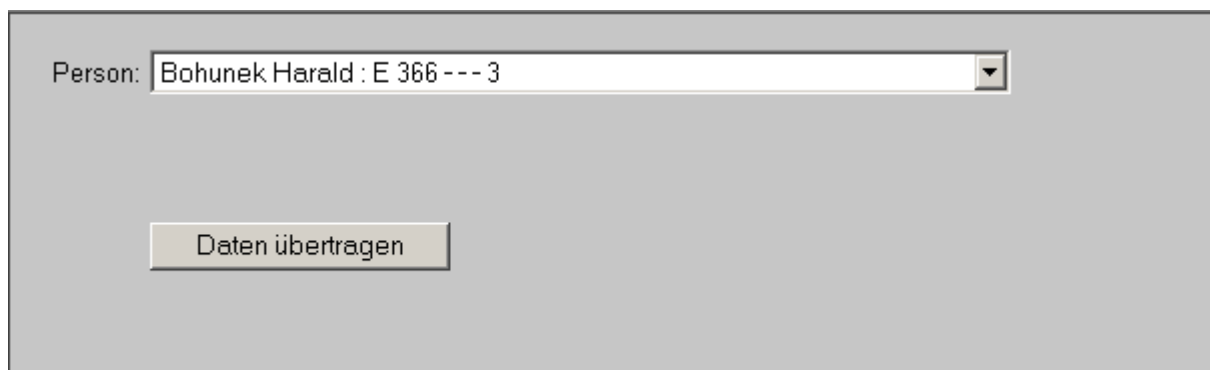 Person: Bohunek Harald : E 366 - - - 3
Daten übertragen